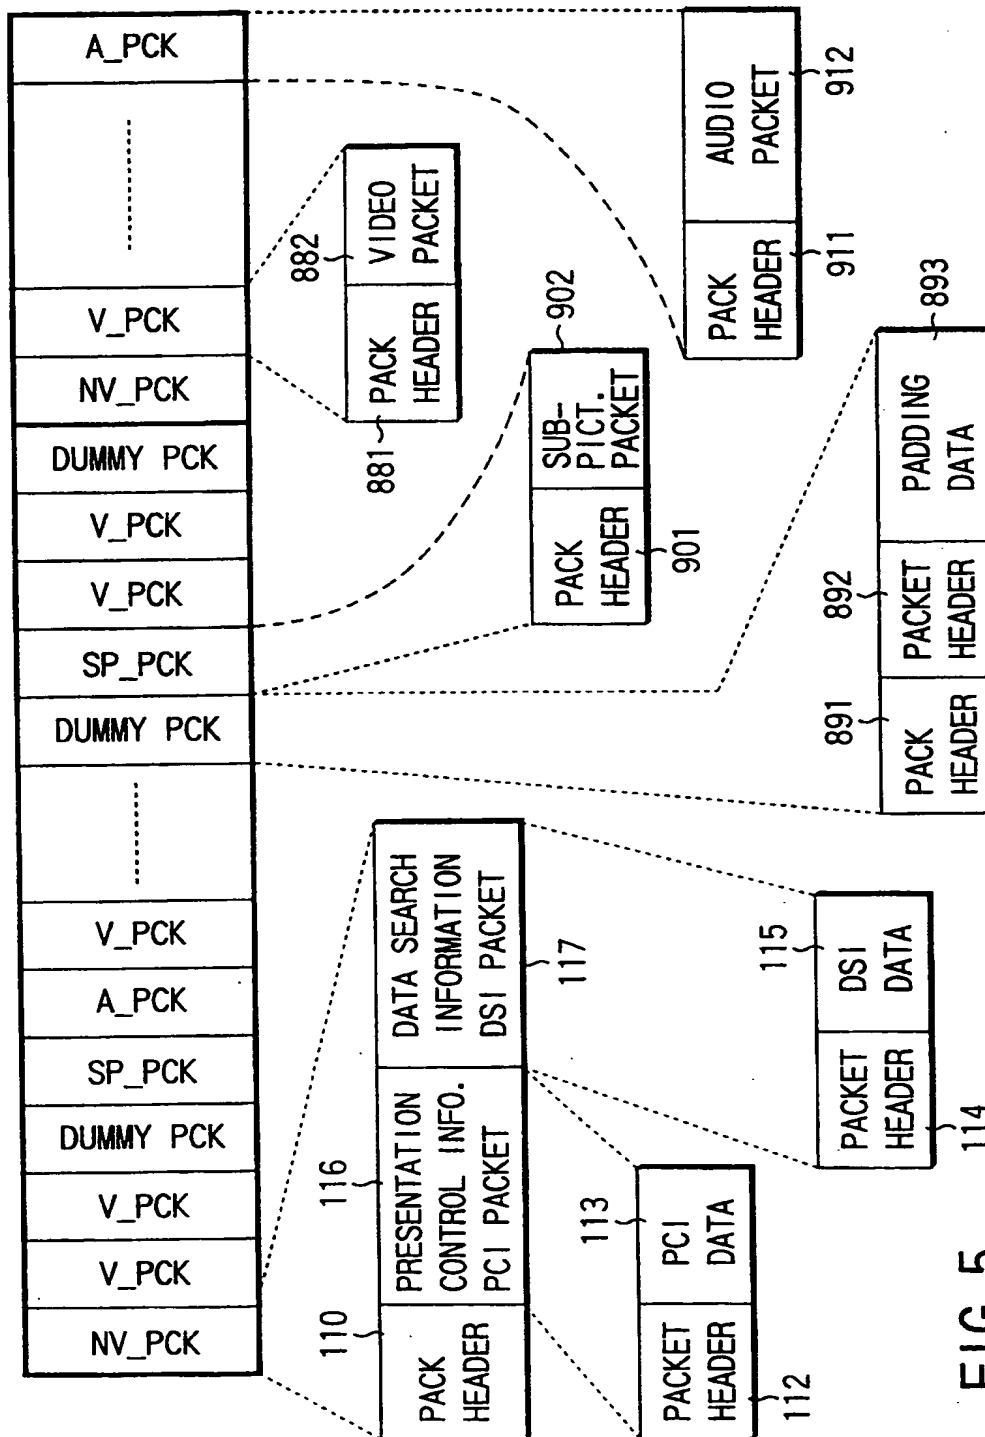 NV_PCK
V_PCK
V_PCK
DUMMY PCK
SP_PCK
A_PCK
V_PCK
DUMMY PCK
SP_PCK
V_PCK
V_PCK
DUMMY PCK
NV_PCK
V_PCK
A_PCK
110
PACK
HEADER
116
PRESENTATION
CONTROL INFO.
PCI PACKET
DATA SEARCH
INFORMATION
DSI PACKET
117
881
PACK
HEADER
882
VIDEO
PACKET
PACK
HEADER
901
SUB-
PICT.
PACKET
902
PACK
HEADER
911
AUDIO
PACKET
912
PACKET
HEADER
112
113
PCI
DATA
PACKET
HEADER
114
115
DSI
DATA
891
PACK
HEADER
892
PACKET
HEADER
PADDING
DATA
893
FIG. 5